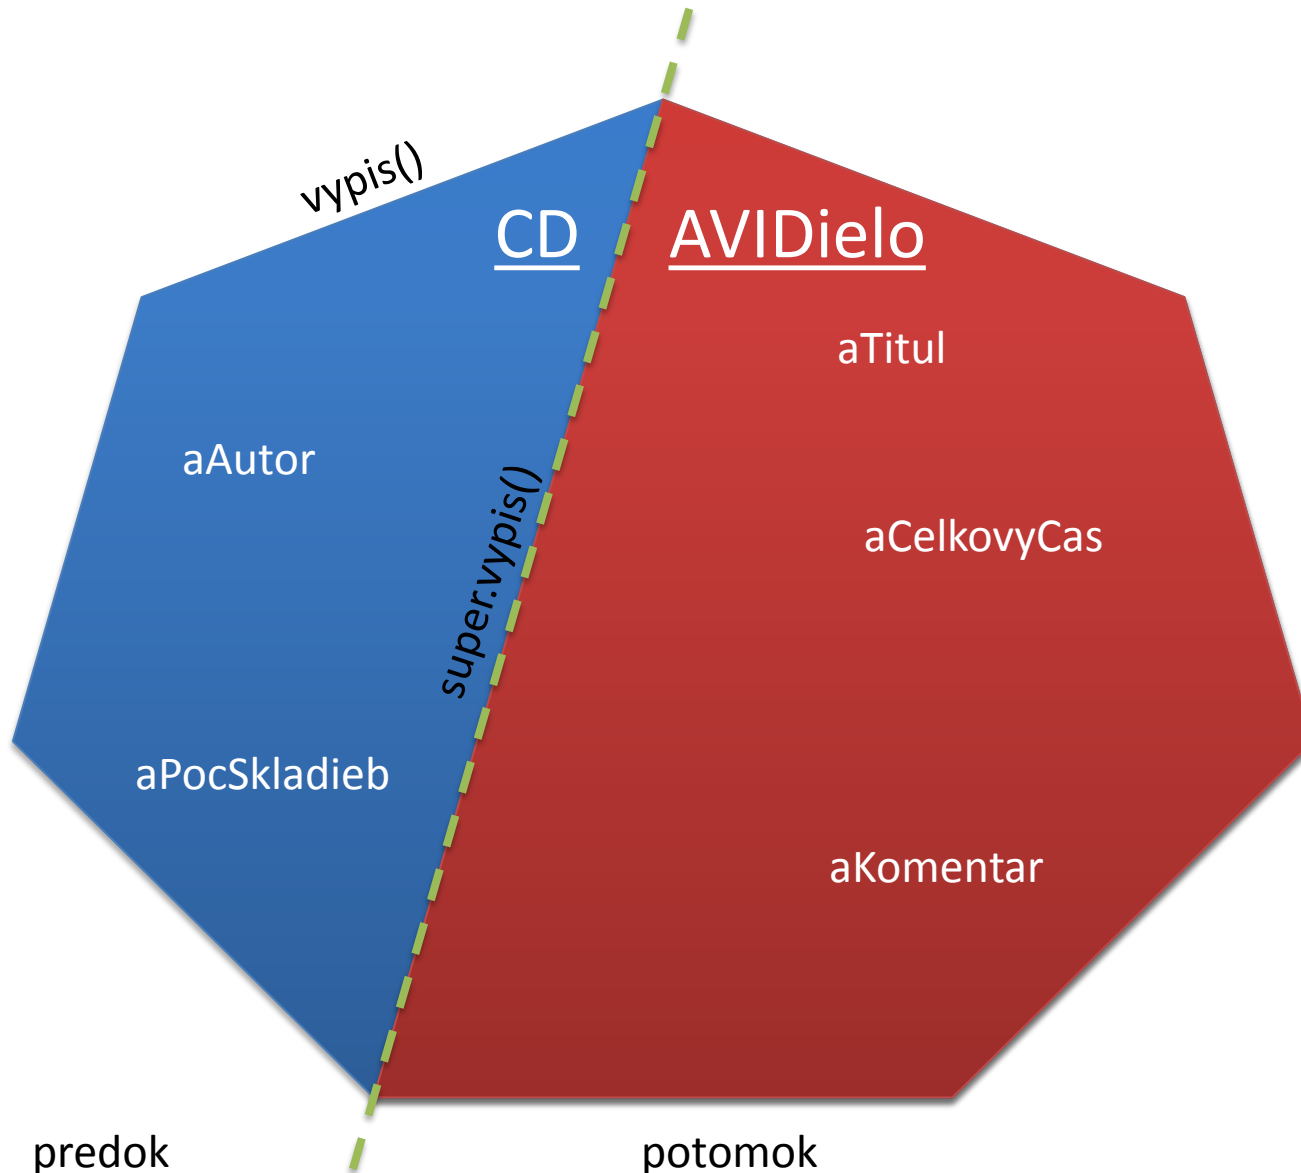 vypis()
CD
AVIDielo
aTitul
aAutor
aCelkovyCas
super.vypis()
aPocSkladieb
aKomentar
predok
potomok